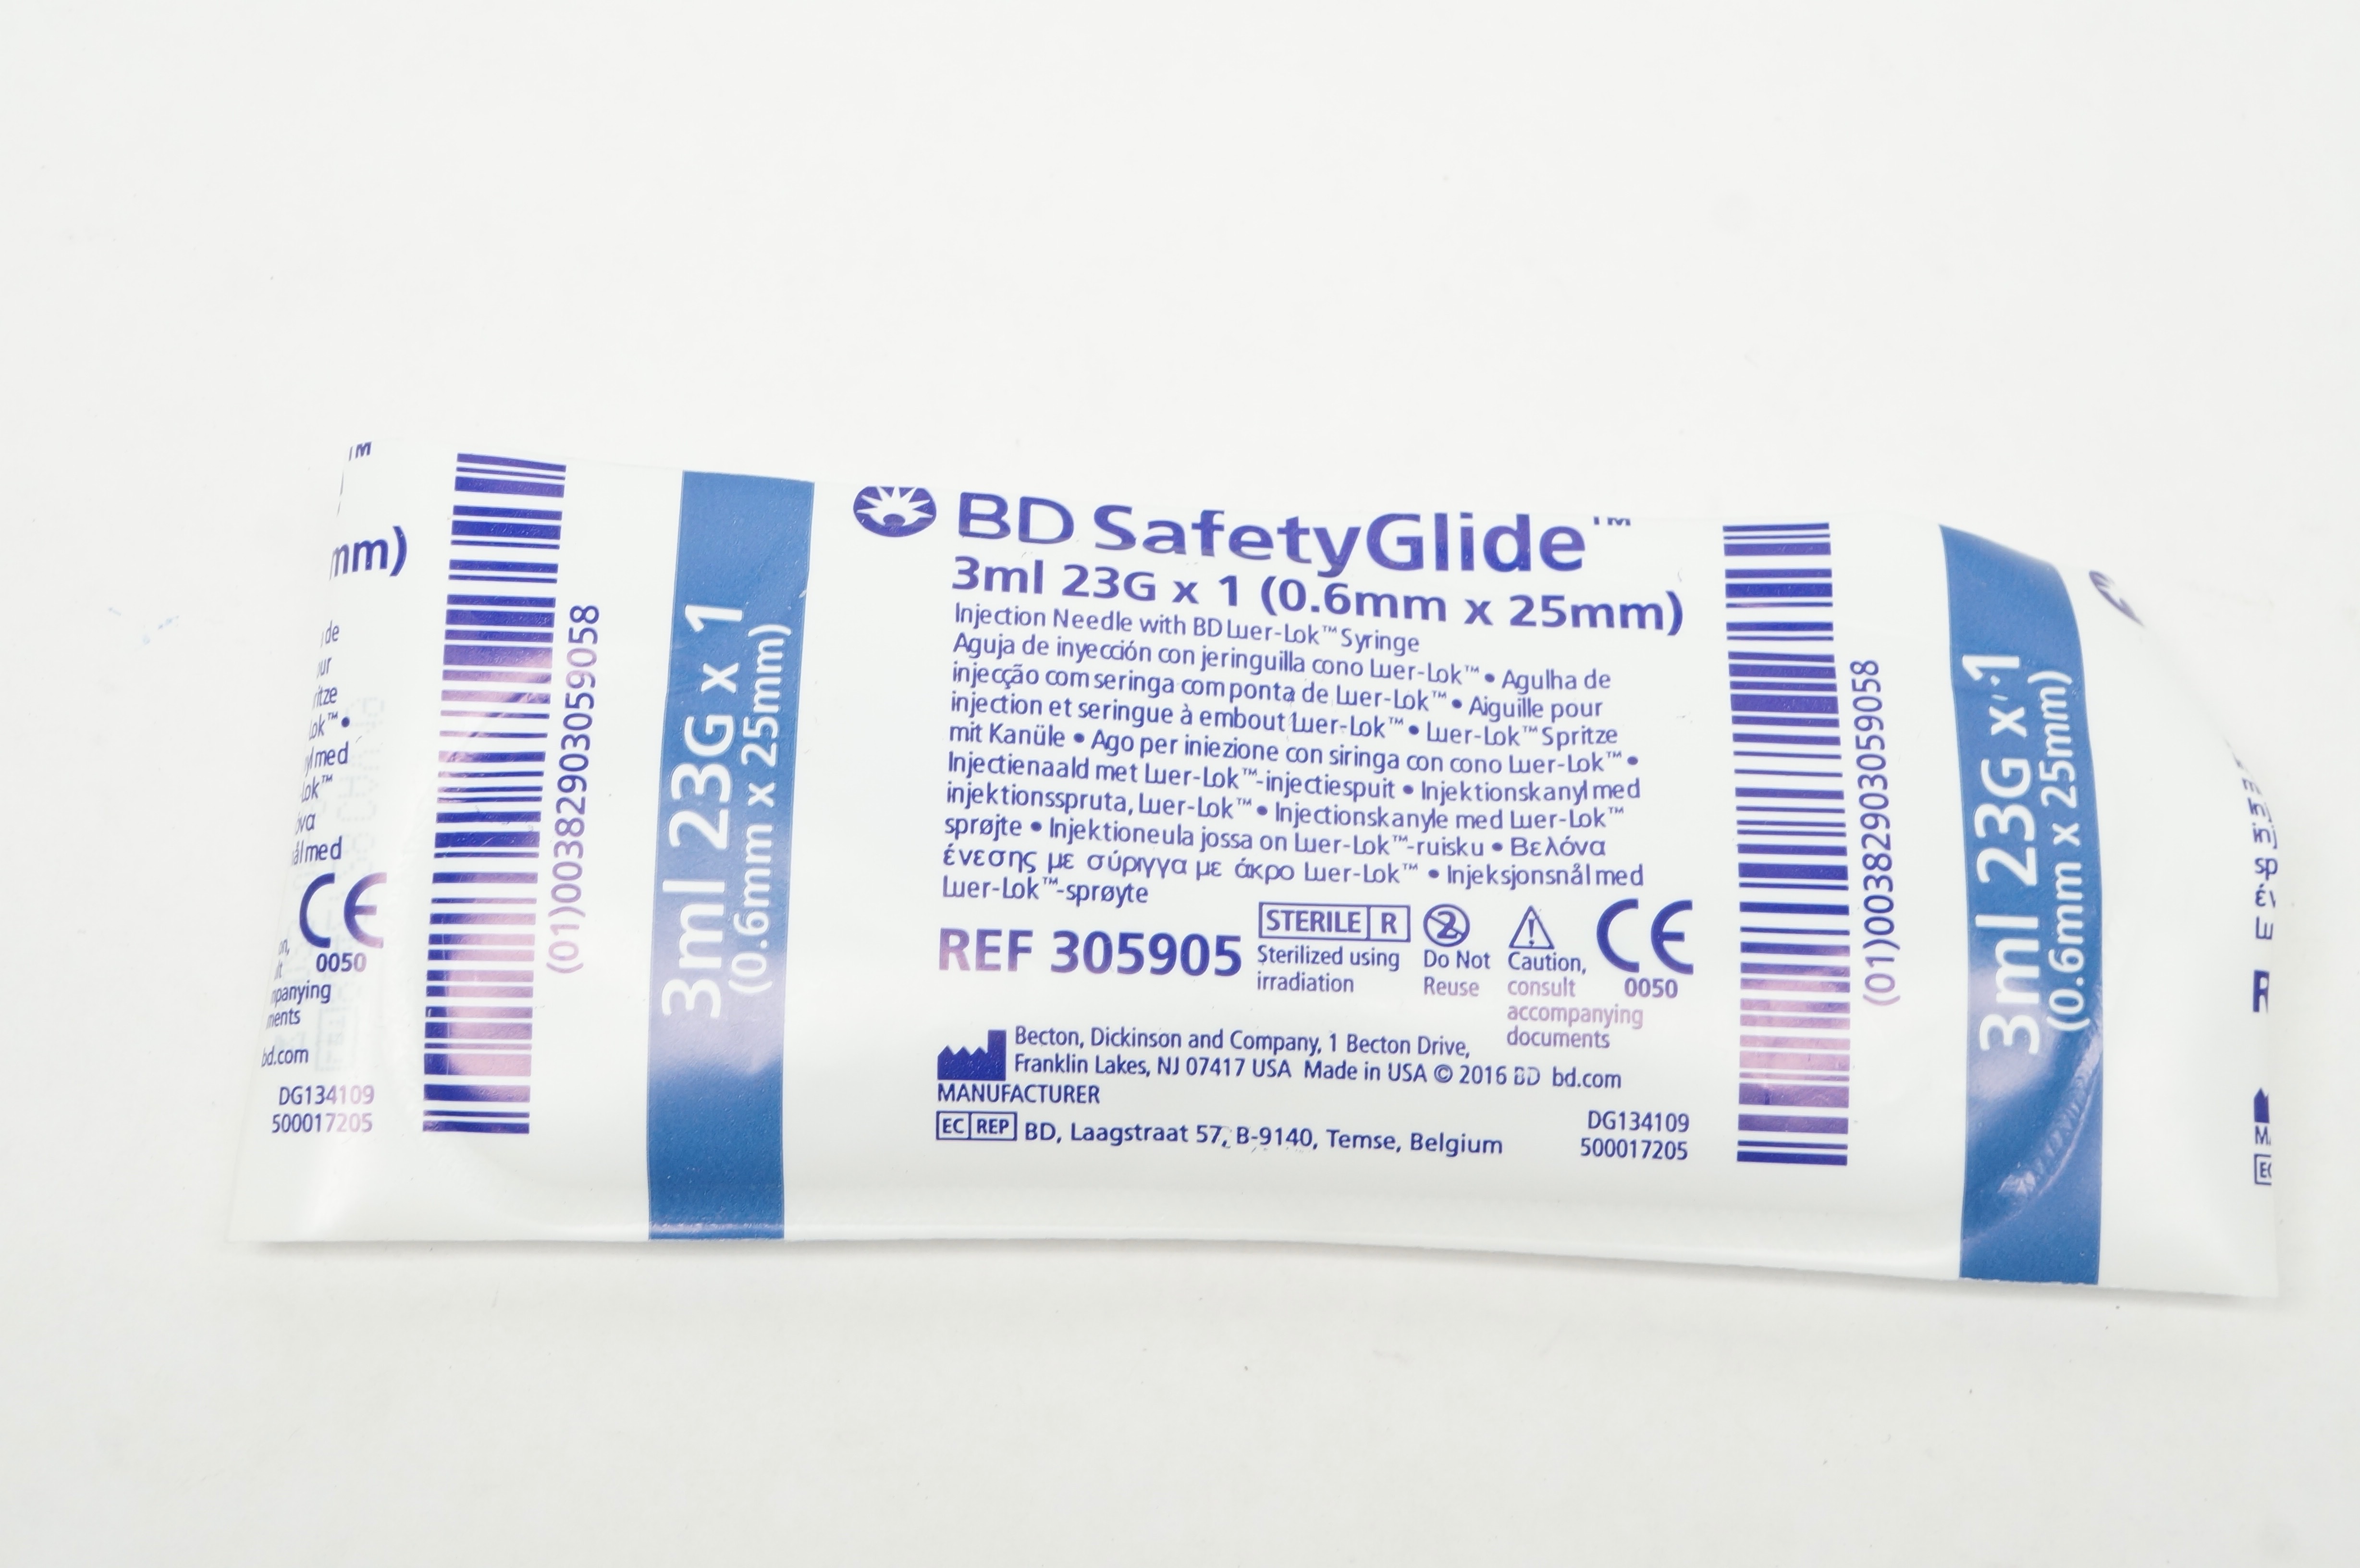 mm)
de
med
med
CE
0050
ments
bd.com
DG134109
500017205
(01)00382903059058
3ml 23G x 1
(0.6mm x 25mm)
BD SafetyGlide™
3ml 23G x 1 (0.6mm x 25mm)
Injection Needle with BD Luer-Lok™ Syringe
Aguja de inyección con jeringuilla cono Luer-Lok™ • Agulha de
injecção com seringa com ponta de Luer-Lok™ • Aiguille pour
injection et seringue à embout Luer-Lok™ • Luer-Lok™ Spritze
mit Kanüle • Ago per iniezione con siringa con cono Luer-Lok™ •
Injectienaald met Luer-Lok™-injectiespuit • Injektionskanyl med
injektionsspruta, Luer-Lok™ • Injectionskanyle med Luer-Lok™
sprøjte • Injektioneula jossa on Luer-Lok™-ruisku • Βελόνα
ένεσης με σύριγγα με άκρο Luer-Lok™ • Injeksjonsnål med
Luer-Lok™-sprøyte
REF 305905
STERILE R
Sterilized using
irradiation
2
Do Not
Reuse
Caution,
consult
accompanying
documents
CE
0050
Becton, Dickinson and Company, 1 Becton Drive,
Franklin Lakes, NJ 07417 USA Made in USA © 2016 BD bd.com
MANUFACTURER
EC REP BD, Laagstraat 57, B-9140, Temse, Belgium
DG134109
500017205
(01)00382903059058
3ml 23G x 1
(0.6mm x 25mm)